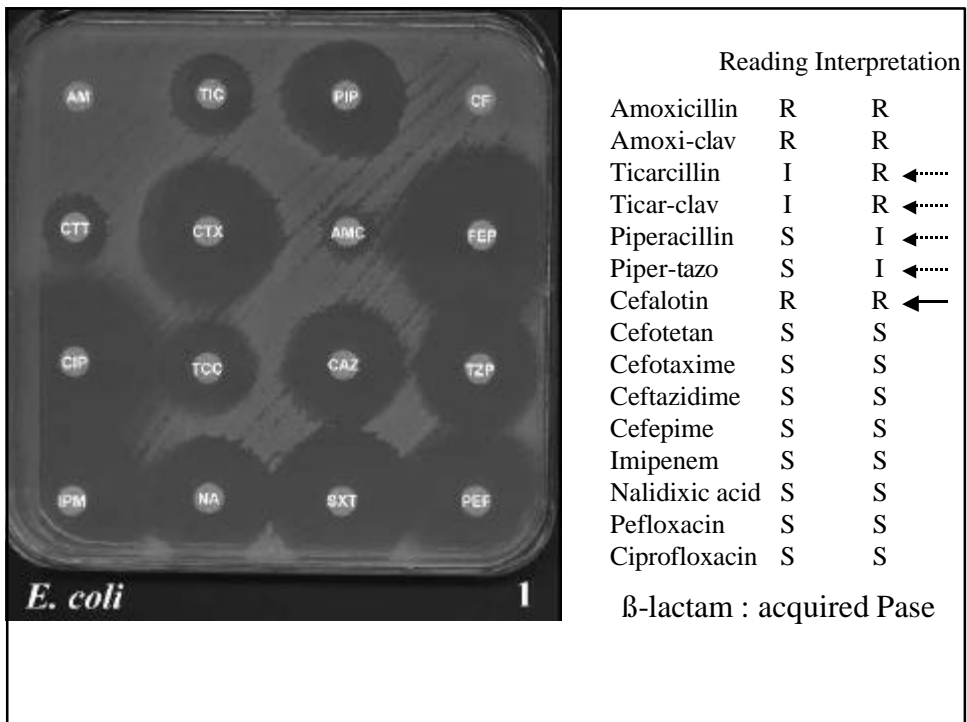 AM TIC PIP CF
CTT CTX AMC FEP
CIP TCC CAZ TZP
IPM NA SXT PEF
E. coli 1
Reading Interpretation
Amoxicillin R R
Amoxi-clav R R
Ticarcillin I R
Ticar-clav I R
Piperacillin S I
Piper-tazo S I
Cefalotin R R
Cefotetan S S
Cefotaxime S S
Ceftazidime S S
Cefepime S S
Imipenem S S
Nalidixic acid S S
Pefloxacin S S
Ciprofloxacin S S
ß-lactam : acquired Pase